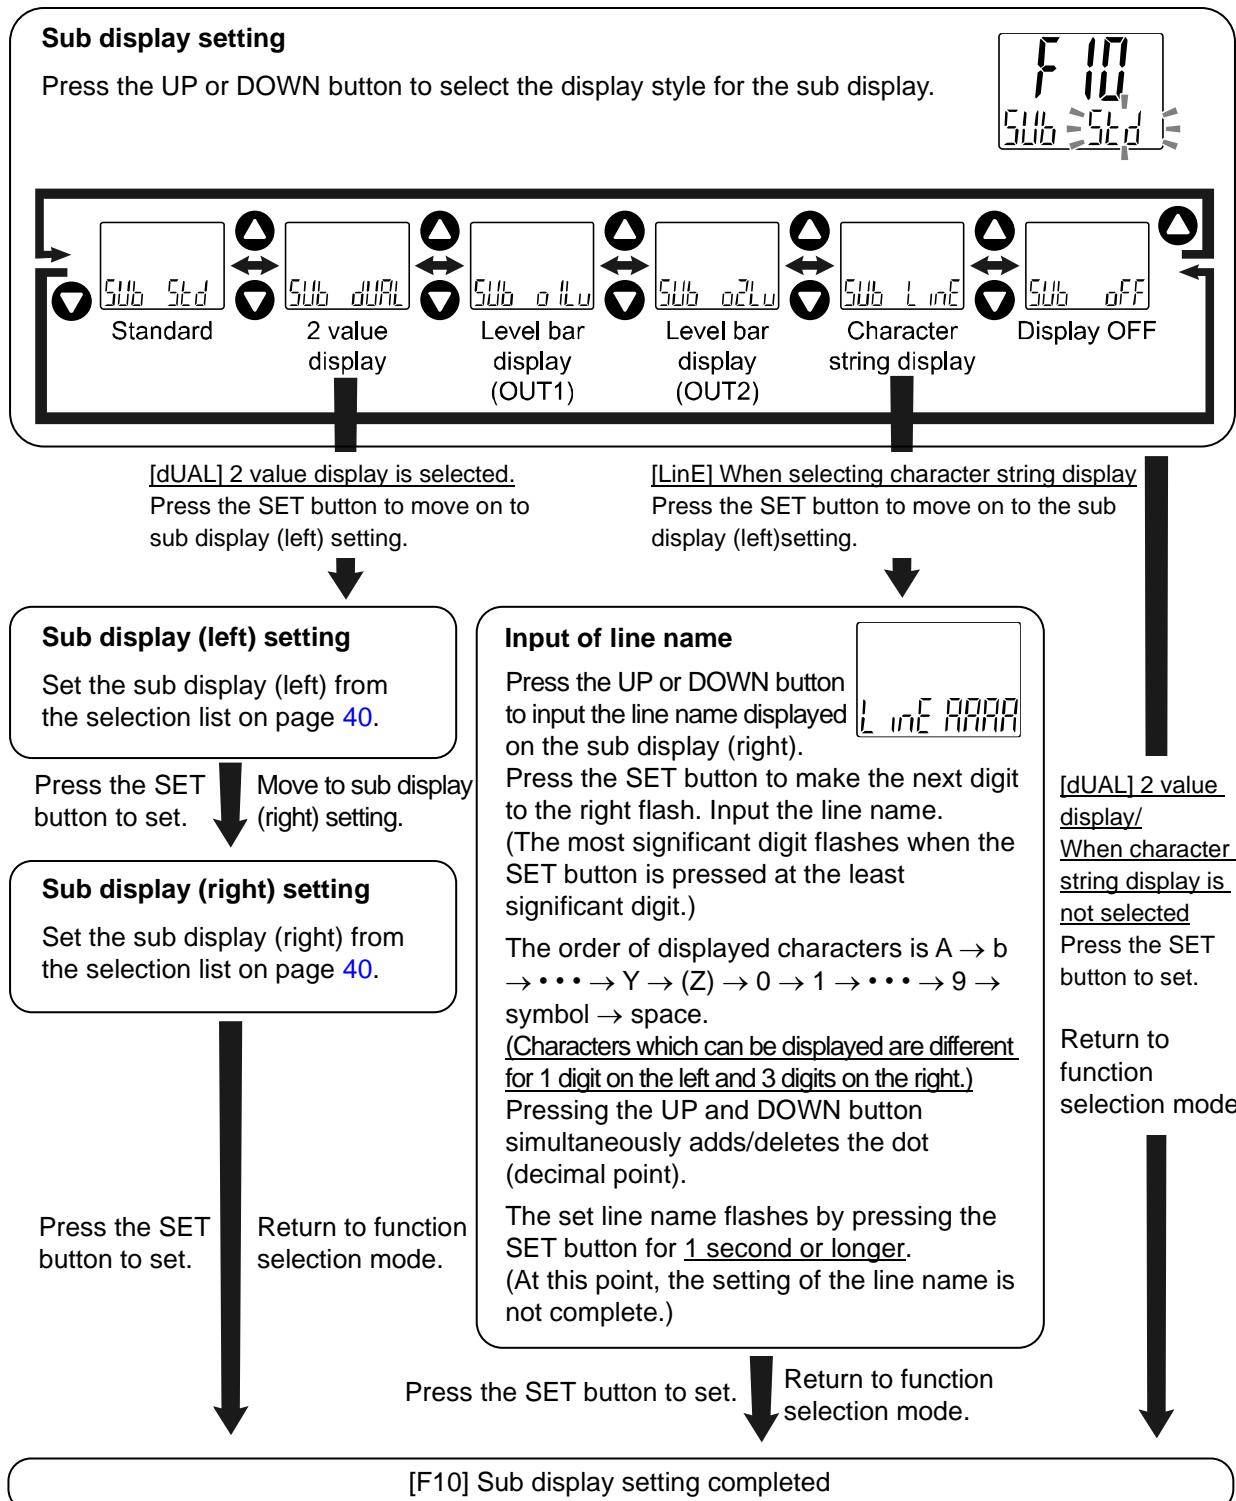 Sub display setting
Press the UP or DOWN button to select the display style for the sub display.
F10
SUb Std
SUb Std
SUb dUAL
SUb o1Lv
SUb o2Lv
SUb LinE
SUb oFF
Standard
2 value
display
Level bar
display
(OUT1)
Level bar
display
(OUT2)
Character
string display
Display OFF
[dUAL] 2 value display is selected.
Press the SET button to move on to
sub display (left) setting.
[LinE] When selecting character string display
Press the SET button to move on to the sub
display (left)setting.
Sub display (left) setting
Set the sub display (left) from
the selection list on page 40.
Press the SET
button to set.
Move to sub display
(right) setting.
Sub display (right) setting
Set the sub display (right) from
the selection list on page 40.
Press the SET
button to set.
Return to function
selection mode.
Input of line name
LinE AAAA
Press the UP or DOWN button
to input the line name displayed
on the sub display (right).
Press the SET button to make the next digit
to the right flash. Input the line name.
(The most significant digit flashes when the
SET button is pressed at the least
significant digit.)
The order of displayed characters is A → b
→ • • • → Y → (Z) → 0 → 1 → • • • → 9 →
symbol → space.
(Characters which can be displayed are different
for 1 digit on the left and 3 digits on the right.)
Pressing the UP and DOWN button
simultaneously adds/deletes the dot
(decimal point).
The set line name flashes by pressing the
SET button for 1 second or longer.
(At this point, the setting of the line name is
not complete.)
Press the SET button to set.
Return to function
selection mode.
[dUAL] 2 value
display/
When character
string display is
not selected
Press the SET
button to set.
Return to
function
selection mode
[F10] Sub display setting completed